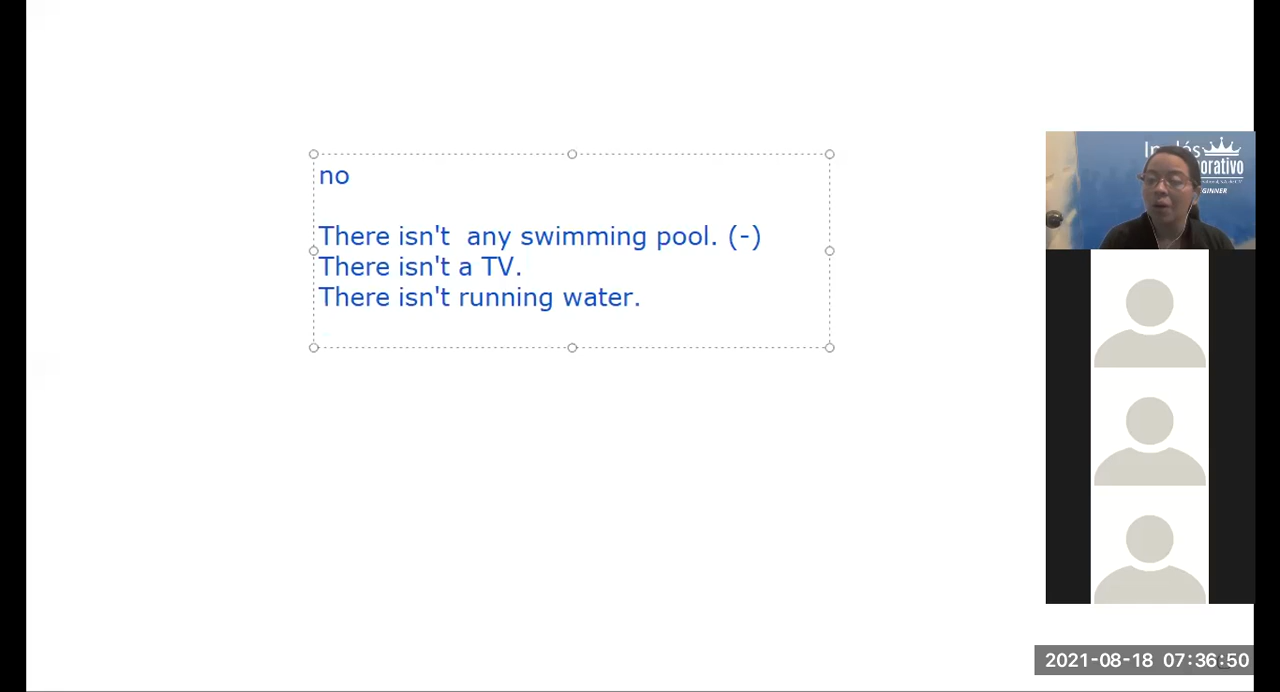 no
There isn't  any swimming pool. (-)
There isn't a TV.
There isn't running water.
2021-08-18 07:36:50